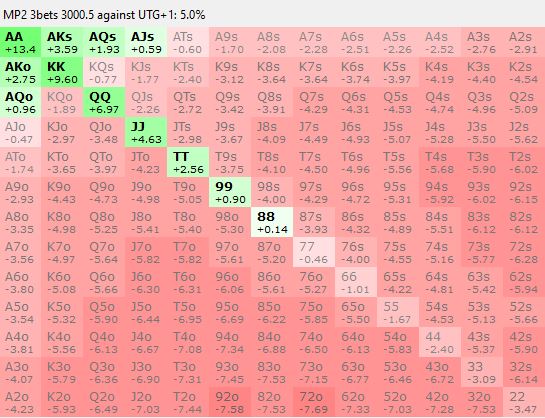 MP2 3bets 3000.5 against UTG+1: 5.0%
AA AKs AQs AJs ATs A9s A8s A7s A6s A5s A4s A3s A2s
+13.4 +3.59 +1.93 +0.59 -0.60 -1.70 -2.08 -2.28 -2.51 -2.26 -2.52 -2.76 -2.91
AKo KK KQs KJs KTs K9s K8s K7s K6s K5s K4s K3s K2s
+2.75 +9.60 -0.77 -1.77 -2.40 -3.12 -3.64 -3.64 -3.74 -3.97 -4.19 -4.40 -4.54
AQo KQo QQ QJs QTs Q9s Q8s Q7s Q6s Q5s Q4s Q3s Q2s
+0.96 -1.89 +6.97 -2.26 -2.72 -3.42 -3.91 -4.29 -4.31 -4.53 -4.74 -4.96 -5.09
AJo KJo QJo JJ JTs J9s J8s J7s J6s J5s J4s J3s J2s
-0.47 -2.97 -3.48 +4.63 -2.98 -3.67 -4.09 -4.49 -4.93 -5.07 -5.28 -5.50 -5.62
ATo KTo QTo JTo TT T9s T8s T7s T6s T5s T4s T3s T2s
-1.74 -3.65 -3.97 -4.23 +2.56 -3.75 -4.10 -4.50 -4.96 -5.56 -5.68 -5.90 -6.02
A9o K9o Q9o J9o T9o 99 98s 97s 96s 95s 94s 93s 92s
-2.93 -4.43 -4.73 -4.98 -5.05 +0.90 -4.00 -4.29 -4.72 -5.31 -5.92 -6.02 -6.15
A8o K8o Q8o J8o T8o 98o 88 87s 86s 85s 84s 83s 82s
-3.35 -4.98 -5.25 -5.41 -5.40 -5.30 +0.14 -3.93 -4.32 -4.89 -5.51 -6.12 -6.12
A7o K7o Q7o J7o T7o 97o 87o 77 76s 75s 74s 73s 72s
-3.56 -4.97 -5.64 -5.82 -5.82 -5.61 -5.20 -0.46 -4.00 -4.55 -5.16 -5.77 -6.28
A6o K6o Q6o J6o T6o 96o 86o 76o 66 65s 64s 63s 62s
-3.80 -5.08 -5.66 -6.30 -6.31 -6.06 -5.61 -5.27 -1.01 -4.22 -4.81 -5.42 -5.94
A5o K5o Q5o J5o T5o 95o 85o 75o 65o 55 54s 53s 52s
-3.54 -5.32 -5.90 -6.44 -6.95 -6.69 -6.22 -5.85 -5.50 -1.67 -4.53 -5.13 -5.66
A4o K4o Q4o J4o T4o 94o 84o 74o 64o 54o 44 43s 42s
-3.81 -5.56 -6.13 -6.67 -7.08 -7.34 -6.88 -6.50 -6.13 -5.83 -2.40 -5.37 -5.90
A3o K3o Q3o J3o T3o 93o 83o 73o 63o 53o 43o 33 32s
-4.07 -5.79 -6.36 -6.90 -7.31 -7.45 -7.53 -7.15 -6.77 -6.46 -6.72 -3.09 -6.14
A2o K2o Q2o J2o T2o 92o 82o 72o 62o 52o 42o 32o 22
-4.23 -5.93 -6.49 -7.03 -7.44 -7.58 -7.53 -7.69 -7.33 -7.03 -7.28 -7.53 -3.47